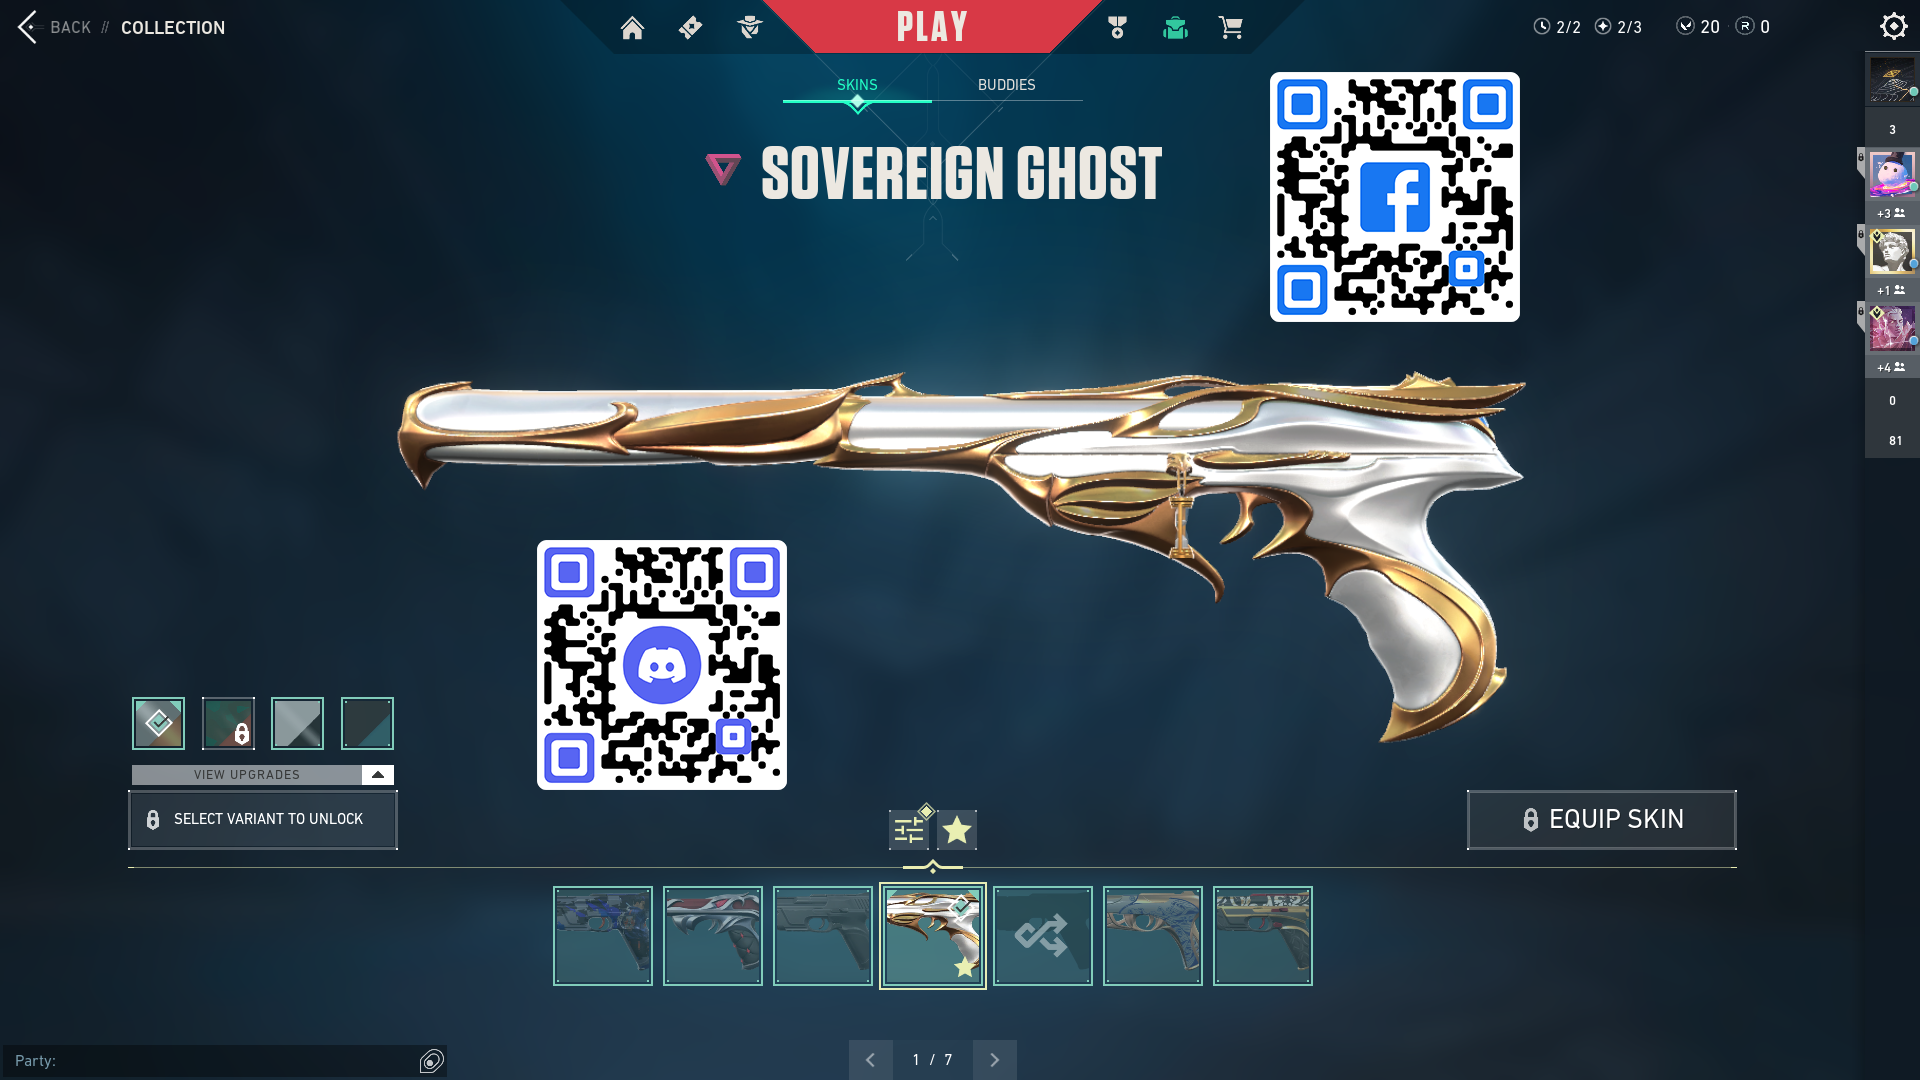 BACK // COLLECTION
PLAY
2/2 2/3 20 R 0
SKINS BUDDIES
SOVEREIGN GHOST
3
+3
+1
+4
0
81
VIEW UPGRADES
SELECT VARIANT TO UNLOCK
EQUIP SKIN
Party:
1 / 7